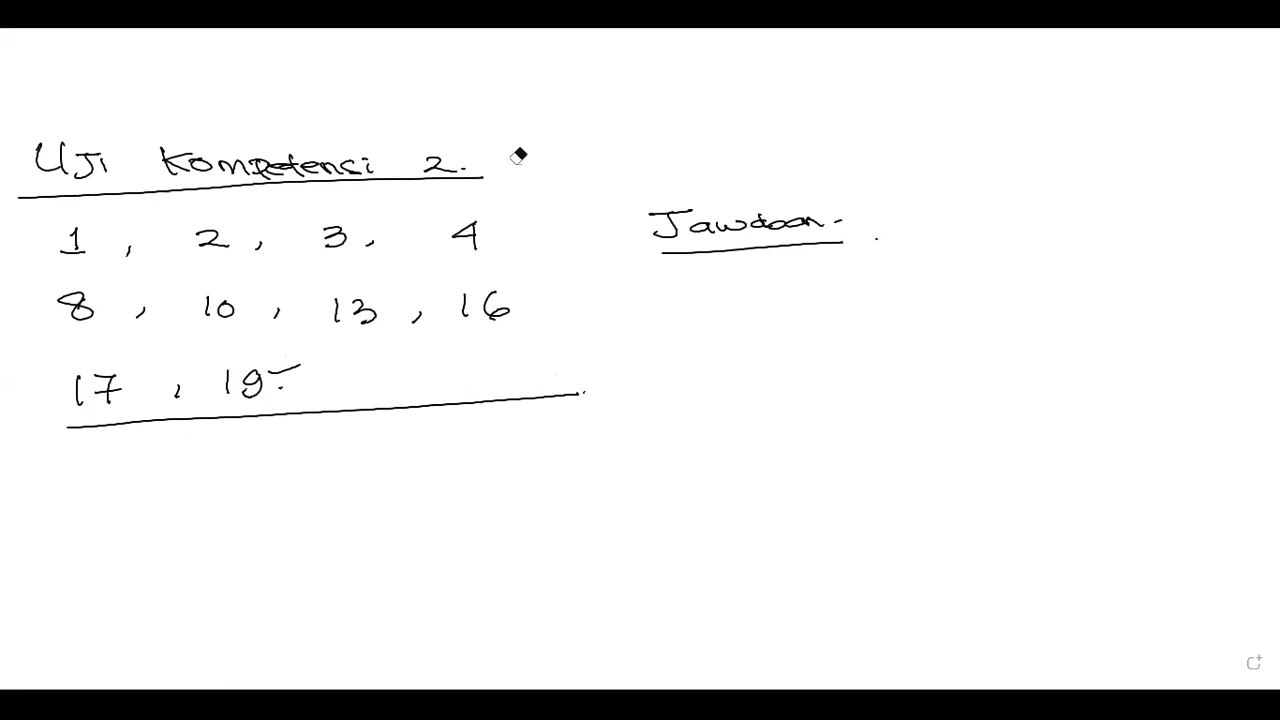 Uji Kompetensi 2.
1, 2, 3, 4
8, 10, 13, 16
17, 19.
Jawaban.